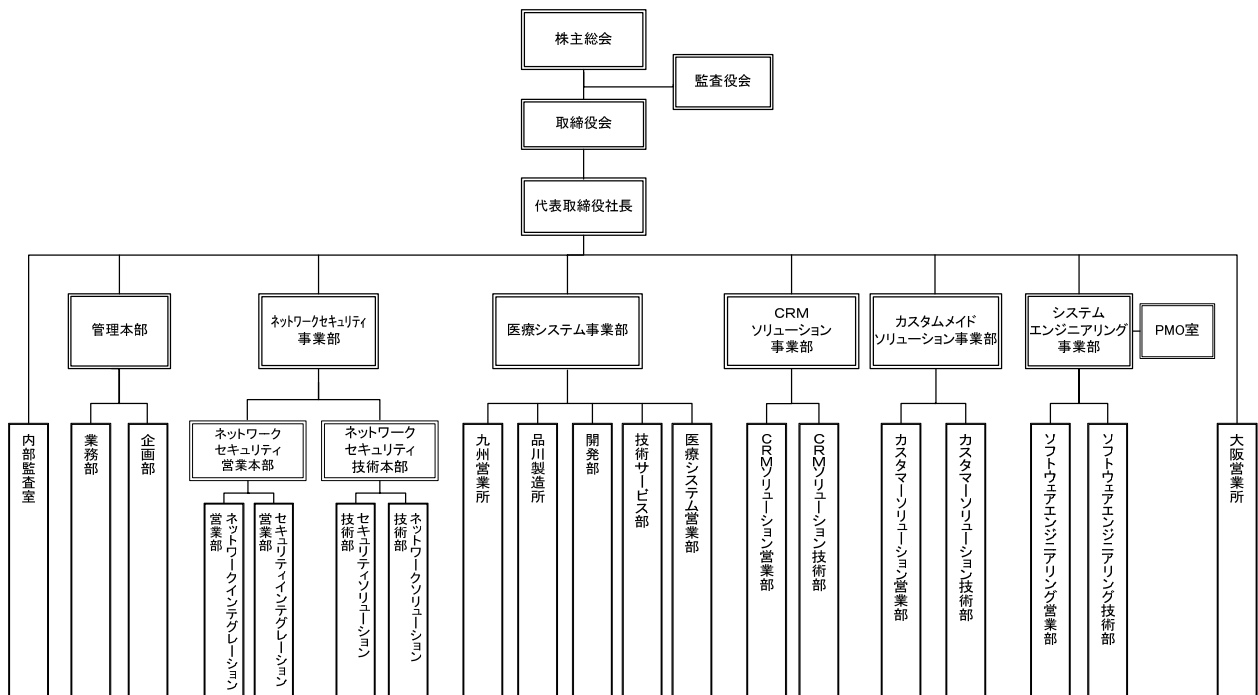 株主総会
監査役会
取締役会
代表取締役社長
管理本部
ネットワークセキュリティ
事業部
医療システム事業部
CRM
ソリューション
事業部
カスタムメイド
ソリューション事業部
システム
エンジニアリング
事業部
PMO室
内部監査室
業務部
企画部
ネットワーク
セキュリティ
営業本部
ネットワーク
セキュリティ
技術本部
ネットワークインテグレーション
営業部
セキュリティインテグレーション
営業部
セキュリティソリューション
技術部
ネットワークソリューション
技術部
九州営業所
品川製造所
開発部
技術サービス部
医療システム営業部
CRMソリューション営業部
CRMソリューション技術部
カスタマーソリューション営業部
カスタマーソリューション技術部
ソフトウェアエンジニアリング営業部
ソフトウェアエンジニアリング技術部
大阪営業所